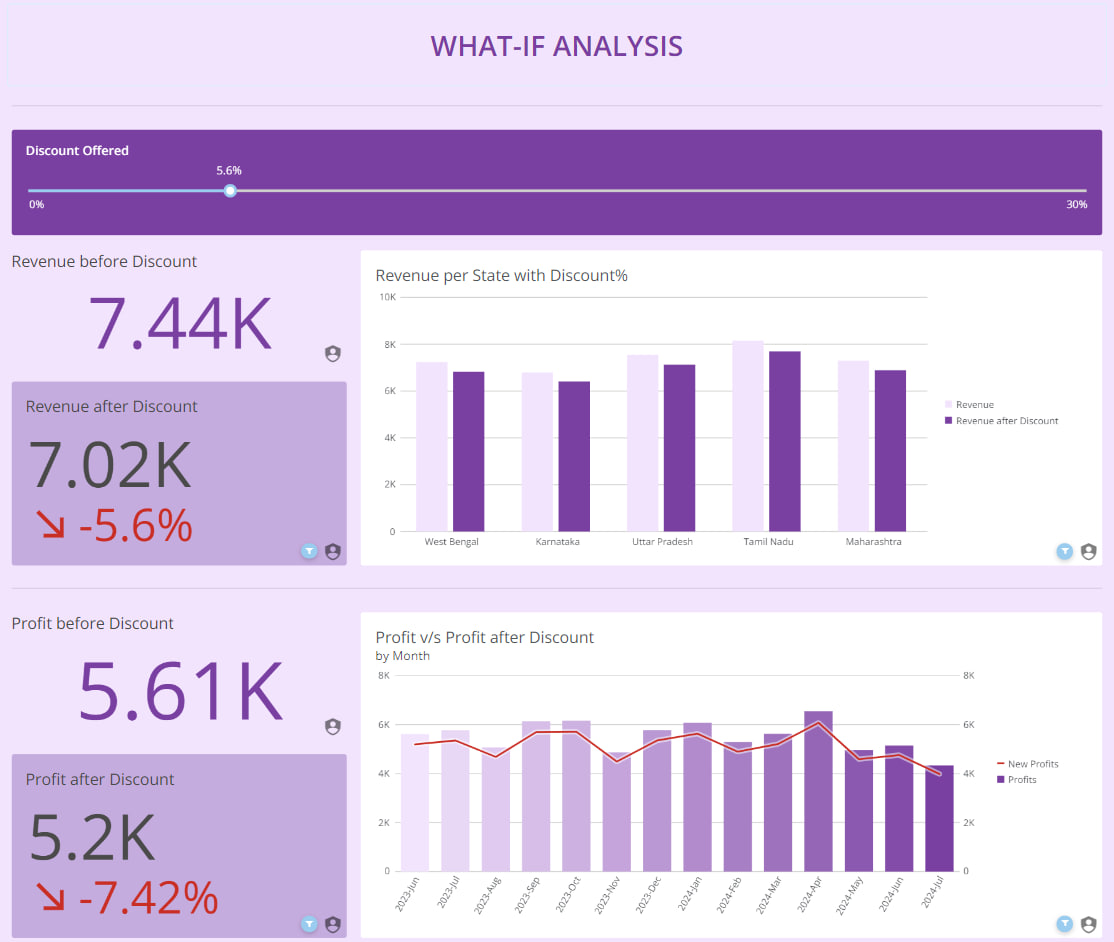 WHAT-IF ANALYSIS
Discount Offered
5.6%
0%
30%
Revenue before Discount
7.44K
Revenue after Discount
7.02K
-5.6%
Revenue per State with Discount%
10K
8K
6K
4K
2K
0
West Bengal
Karnataka
Uttar Pradesh
Tamil Nadu
Maharashtra
Revenue
Revenue after Discount
Profit before Discount
5.61K
Profit after Discount
5.2K
-7.42%
Profit v/s Profit after Discount
by Month
8K
6K
4K
2K
0
8K
6K
4K
2K
0
2023-Jun
2023-Jul
2023-Aug
2023-Sep
2023-Oct
2023-Nov
2023-Dec
2024-Jan
2024-Feb
2024-Mar
2024-Apr
2024-May
2024-Jun
2024-Jul
New Profits
Profits